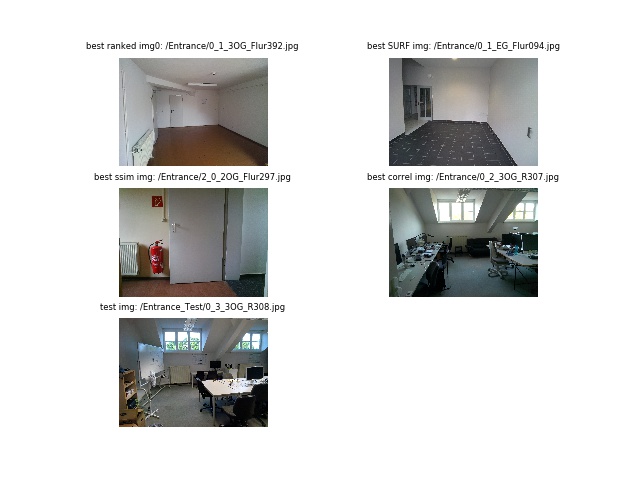 best ranked img0: /Entrance/0_1_3OG_Flur392.jpg
best SURF img: /Entrance/0_1_EG_Flur094.jpg
best ssim img: /Entrance/2_0_2OG_Flur297.jpg
best correl img: /Entrance/0_2_3OG_R307.jpg
test img: /Entrance_Test/0_3_3OG_R308.jpg